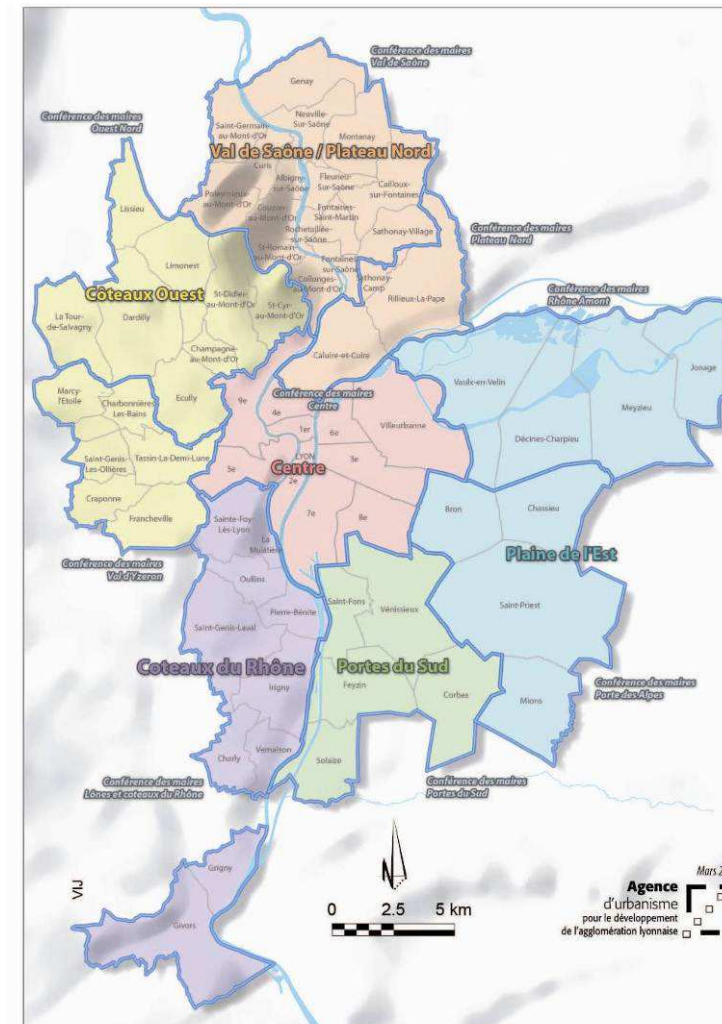 Conférence des maires
Val de Saône
Genay
Conférence des maires
Ouest Nord
Neuville-
Sur-Saône
Saint-Germain-
au-Mont-d'Or
Montanay
Val de Saône / Plateau Nord
Curis
Albigny-
sur-Saône
Fleurieu-
Sur-Saône
Cailloux-
sur-Fontaines
Poleymieux-
au-Mont-d'Or
Couzon-
au-Mont-d'Or
Fontaines-
Saint-Martin
Lissieu
Rochetaillée-
sur-Saône
Sathonay-Village
Conférence des maires
Plateau Nord
St-Romain-
au-Mont-d'Or
Fontaines-
sur-Saône
Limonest
Collonges-
au-Mont-d'Or
Sathonay-
Camp
Rillieux-La-Pape
Conférence des maires
Rhône Amont
Côteaux Ouest
St-Didier-
au-Mont-d'Or
St-Cyr-
au-Mont-d'Or
La Tour-
de-Salvagny
Dardilly
Champagne-
au-Mont-d'Or
Caluire-et-Cuire
Vaulx-en-Velin
Jonage
Marcy-
l'Etoile
Charbonnières
Les-Bains
Ecully
9e
Conférence des maires
Centre
4e
1er
6e
Villeurbanne
Meyzieu
Décines-Charpieu
Saint-Genis-
Les-Ollières
Tassin-La-Demi-Lune
5e
LYON
Centre
2e
3e
Craponne
Francheville
Sainte-Foy-
Lès-Lyon
7e
8e
Bron
Chassieu
La
Mulatière
Conférence des maires
Val d'Yzeron
Plaine de l'Est
Oullins
Pierre-Bénite
Saint-Fons
Vénissieux
Saint-Priest
Saint-Genis-Laval
Coteaux du Rhône
Portes du Sud
Irigny
Feyzin
Corbas
Mions
Conférence des maires
Porte des Alpes
Charly
Vernaison
Solaize
Conférence des maires
Lônes et coteaux du Rhône
Conférence des maires
Portes du Sud
Grigny
Givors
VIJ
N
0 2.5 5 km
Mars 2
Agence
d'urbanisme
pour le développement
de l'agglomération lyonnaise